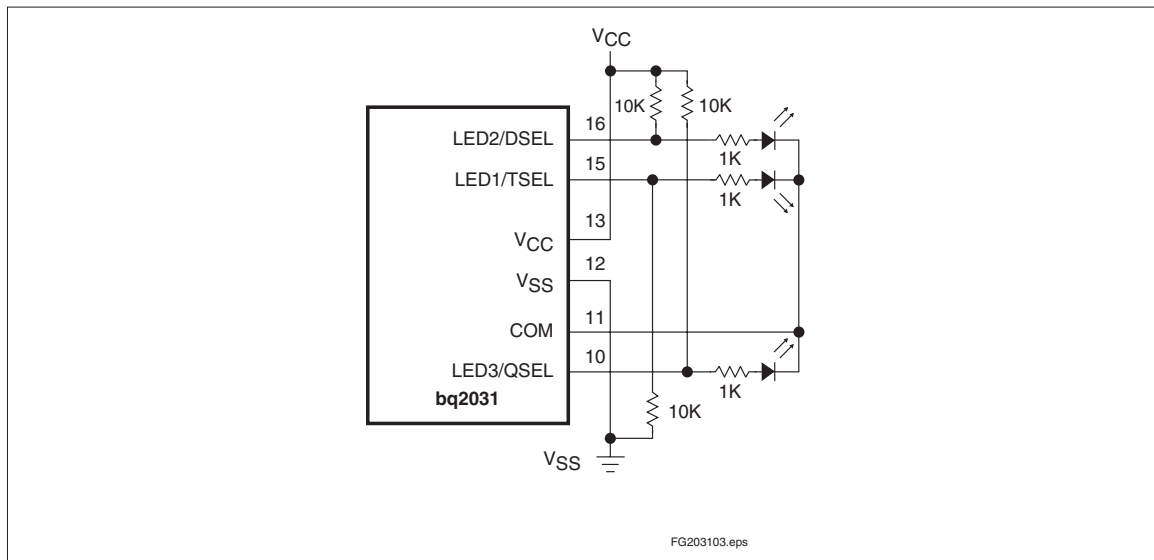 VCC
10K 10K
16
LED2/DSEL
1K
15
LED1/TSEL
1K
13
VCC
12
VSS
11
COM
10
LED3/QSEL
1K
bq2031
10K
VSS
FG203103.eps